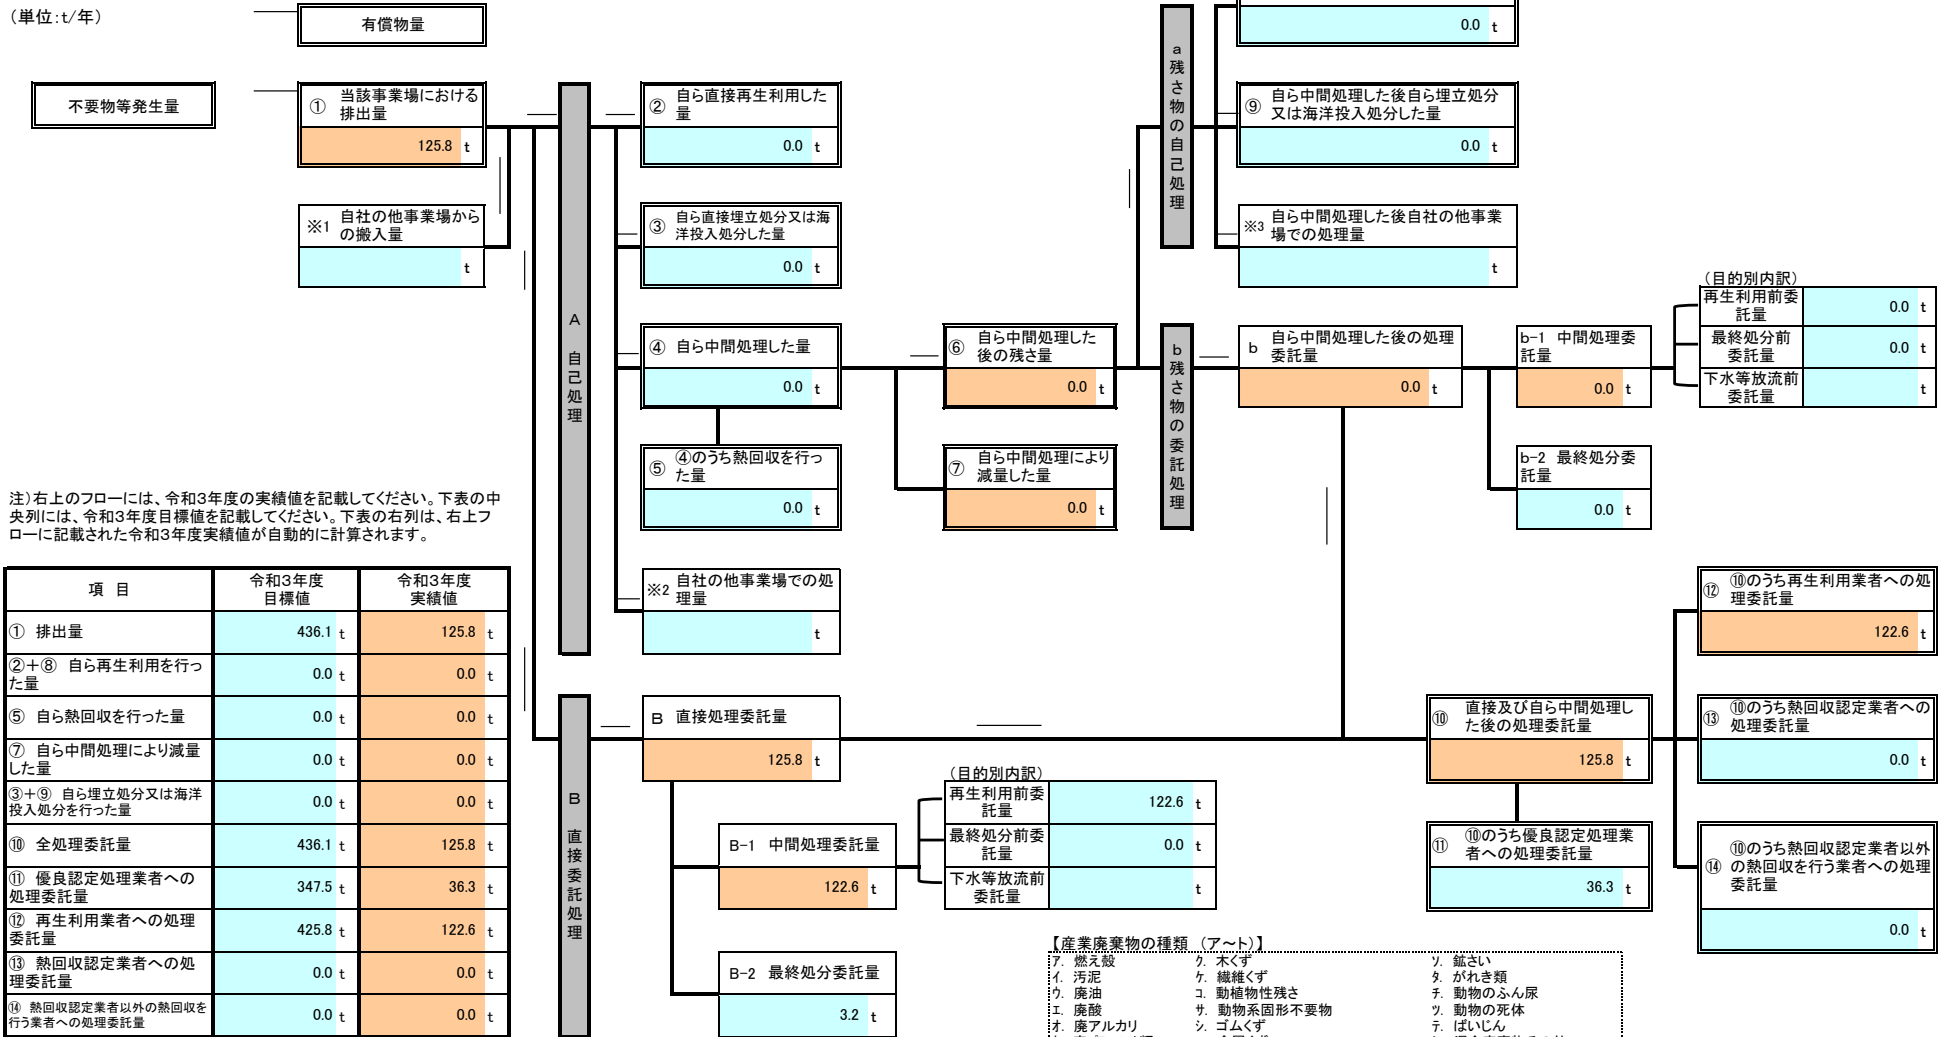 （単位：t/年）
有償物量
0.0 t
不要物等発生量
① 当該事業場における
排出量
125.8 t
※1 自社の他事業場から
の搬入量
t
A 自己処理
② 自ら直接再生利用した
量
0.0 t
③ 自ら直接埋立処分又は海
洋投入処分した量
0.0 t
④ 自ら中間処理した量
0.0 t
⑤ ④のうち熱回収を行っ
た量
0.0 t
※2 自社の他事業場での処
理量
t
⑥ 自ら中間処理した
後の残さ量
0.0 t
⑦ 自ら中間処理により
減量した量
0.0 t
a 残さ物の自己処理
⑨ 自ら中間処理した後自ら埋立処分
又は海洋投入処分した量
0.0 t
※3 自ら中間処理した後自社の他事業
場での処理量
t
b 残さ物の委託処理
b 自ら中間処理した後の処理
委託量
0.0 t
b-1 中間処理委
託量
0.0 t
b-2 最終処分委
託量
0.0 t
（目的別内訳）
再生利用前委
託量
0.0 t
最終処分前
委託量
0.0 t
下水等放流前
委託量
t
注）右上のフローには、令和3年度の実績値を記載してください。下表の中
央列には、令和3年度目標値を記載してください。下表の右列は、右上フ
ローに記載された令和3年度実績値が自動的に計算されます。
項 目 令和3年度
目標値 令和3年度
実績値
① 排出量 436.1 t 125.8 t
②＋⑧ 自ら再生利用を行っ
た量 0.0 t 0.0 t
⑤ 自ら熱回収を行った量 0.0 t 0.0 t
⑦ 自ら中間処理により減量
した量 0.0 t 0.0 t
③＋⑨ 自ら埋立処分又は海洋
投入処分を行った量 0.0 t 0.0 t
⑩ 全処理委託量 436.1 t 125.8 t
⑪ 優良認定処理業者への
処理委託量 347.5 t 36.3 t
⑫ 再生利用業者への処理
委託量 425.8 t 122.6 t
⑬ 熱回収認定業者への処
理委託量 0.0 t 0.0 t
⑭ 熱回収認定業者以外の熱回収を
行う業者への処理委託量 0.0 t 0.0 t
B 直接委託処理
B 直接処理委託量
125.8 t
B-1 中間処理委託量
122.6 t
B-2 最終処分委託量
3.2 t
（目的別内訳）
再生利用前委
託量
122.6 t
最終処分前委
託量
0.0 t
下水等放流前
委託量
t
⑩ 直接及び自ら中間処理し
た後の処理委託量
125.8 t
⑪ ⑩のうち優良認定処理業
者への処理委託量
36.3 t
⑫ ⑩のうち再生利用業者への処
理委託量
122.6 t
⑬ ⑩のうち熱回収認定業者への
処理委託量
0.0 t
⑭ ⑩のうち熱回収認定業者以外
の熱回収を行う業者への処理
委託量
0.0 t
【産業廃棄物の種類 （ア～ト）】
ア. 燃え殻 ク. 木くず ソ. 鉱さい
イ. 汚泥 ケ. 繊維くず タ. がれき類
ウ. 廃油 コ. 動植物性残さ チ. 動物のふん尿
エ. 廃酸 サ. 動物系固形不要物 ツ. 動物の死体
オ. 廃アルカリ シ. ゴムくず テ. ばいじん